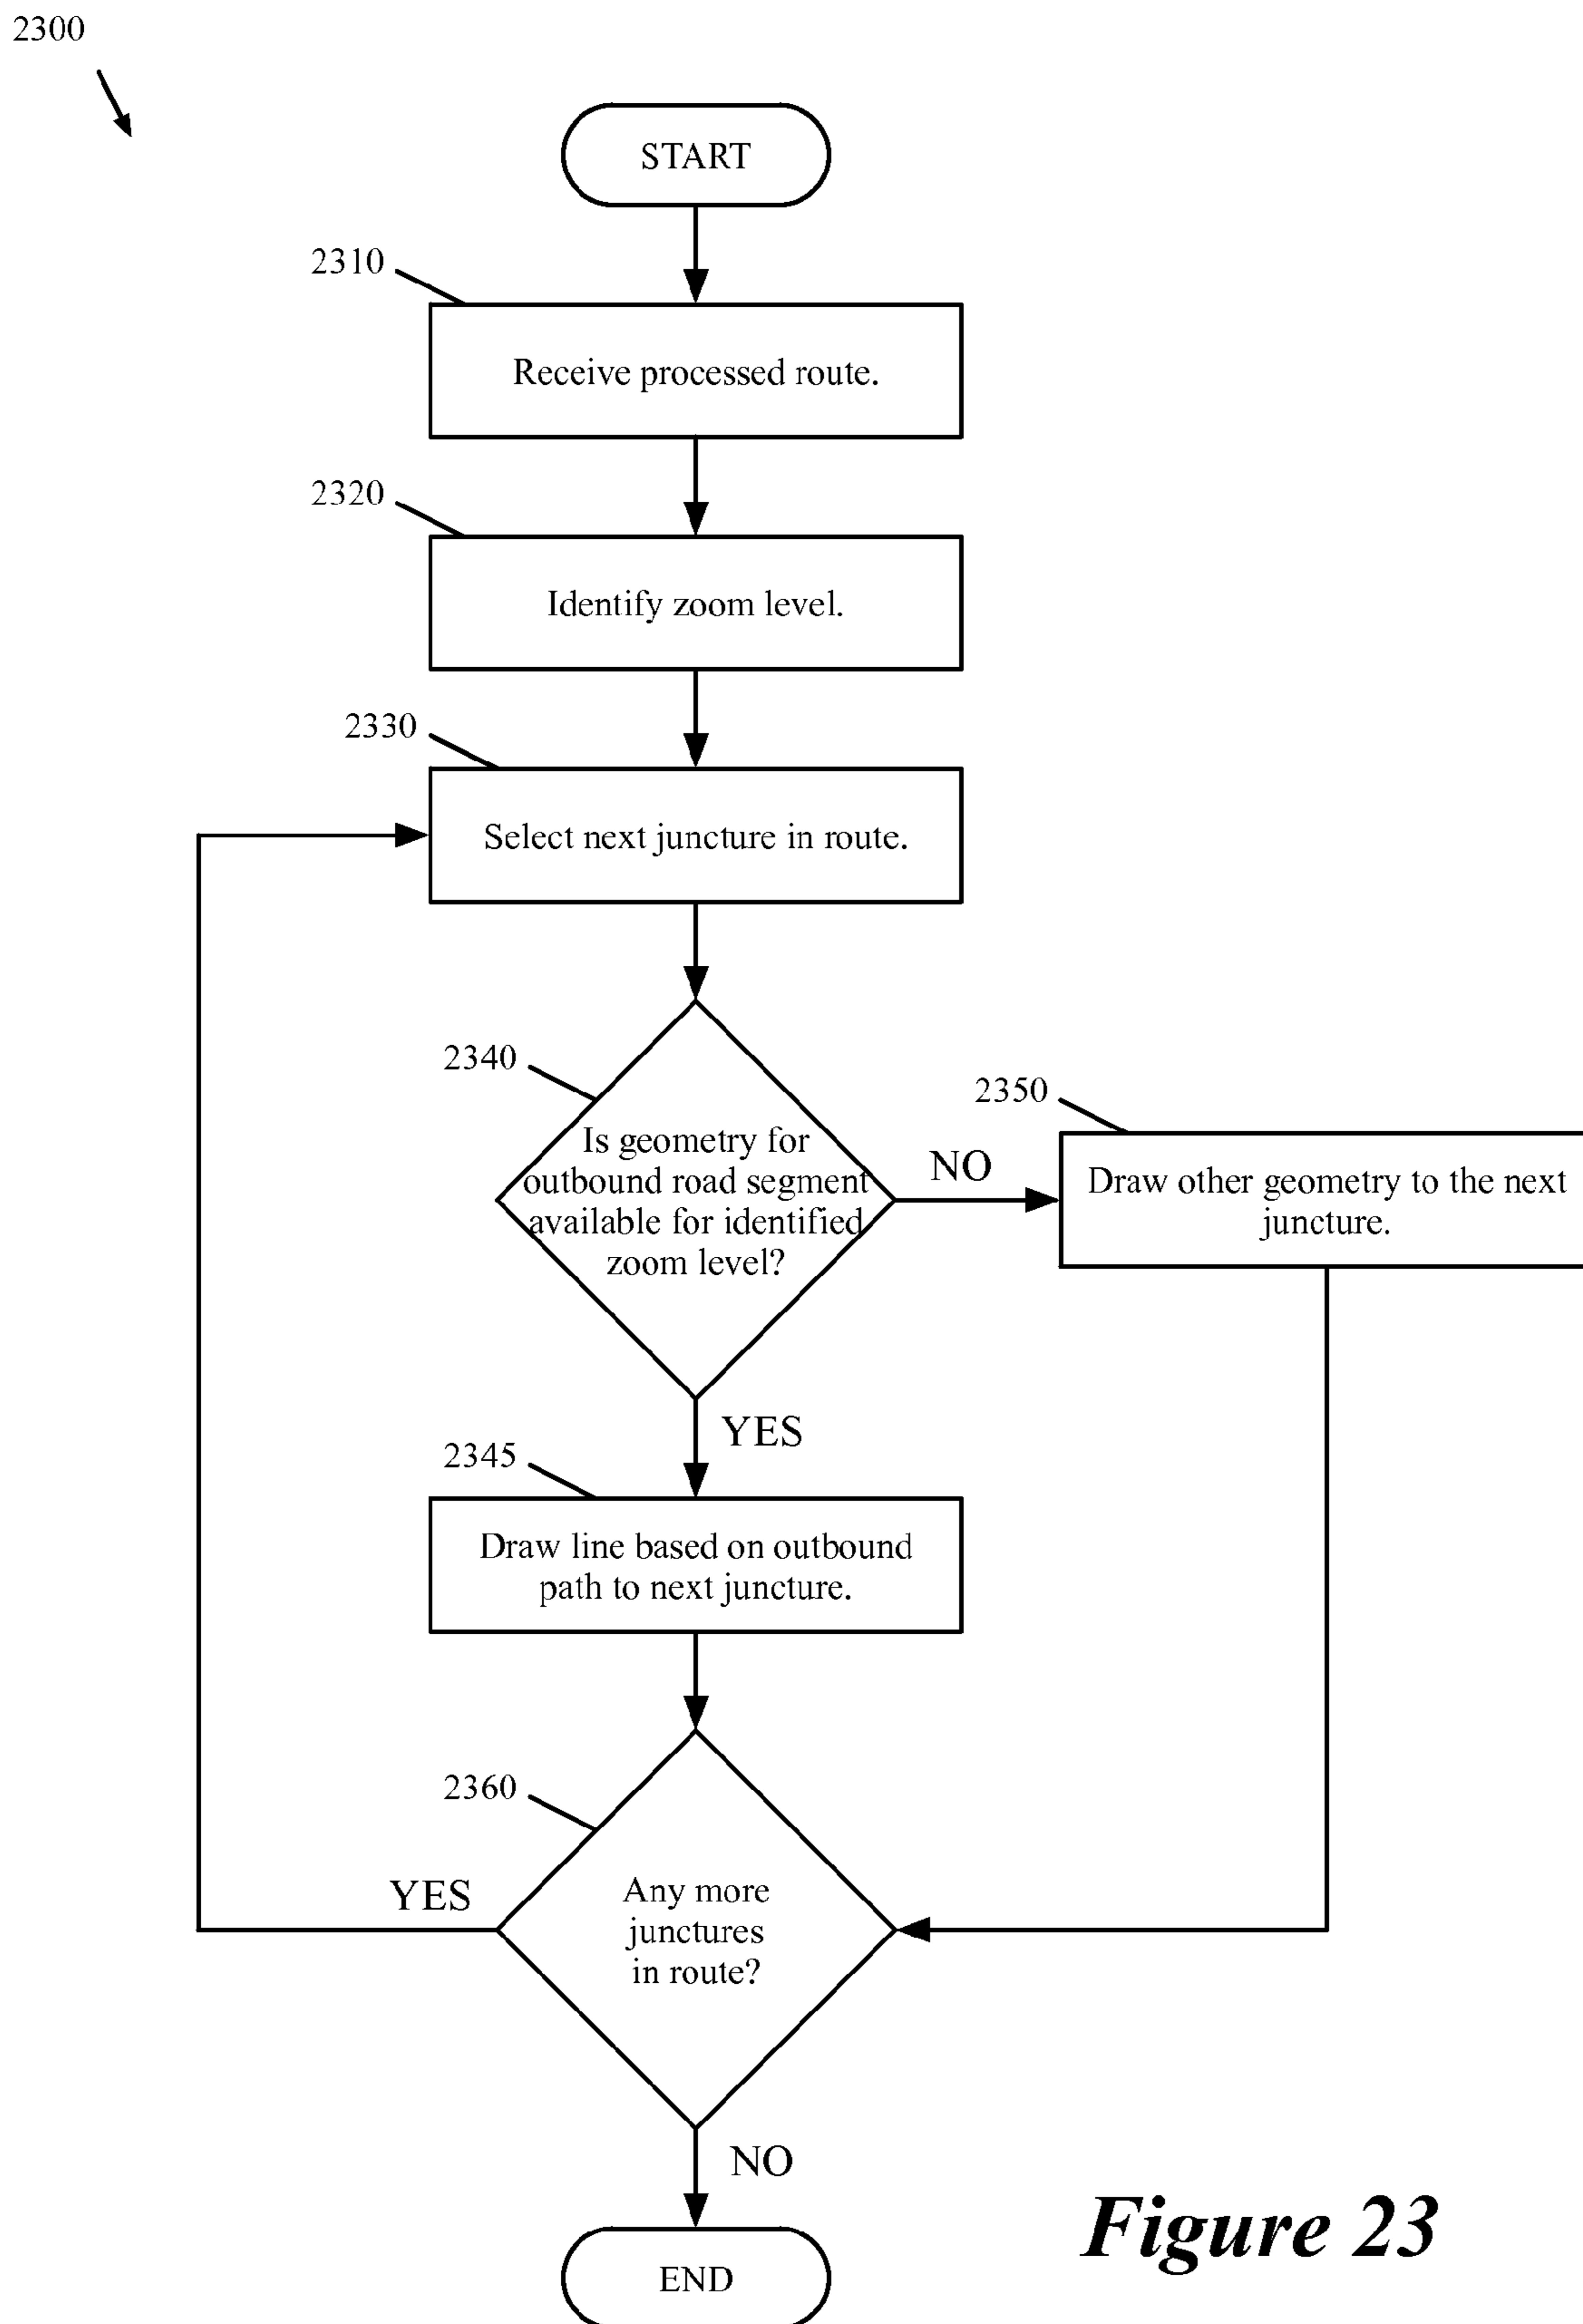 2300
START
2310
Receive processed route.
2320
Identify zoom level.
2330
Select next juncture in route.
2340
Is geometry for
outbound road segment
available for identified
zoom level?
NO
2350
Draw other geometry to the next
juncture.
YES
2345
Draw line based on outbound
path to next juncture.
2360
Any more
junctures
in route?
YES
NO
END
Figure 23